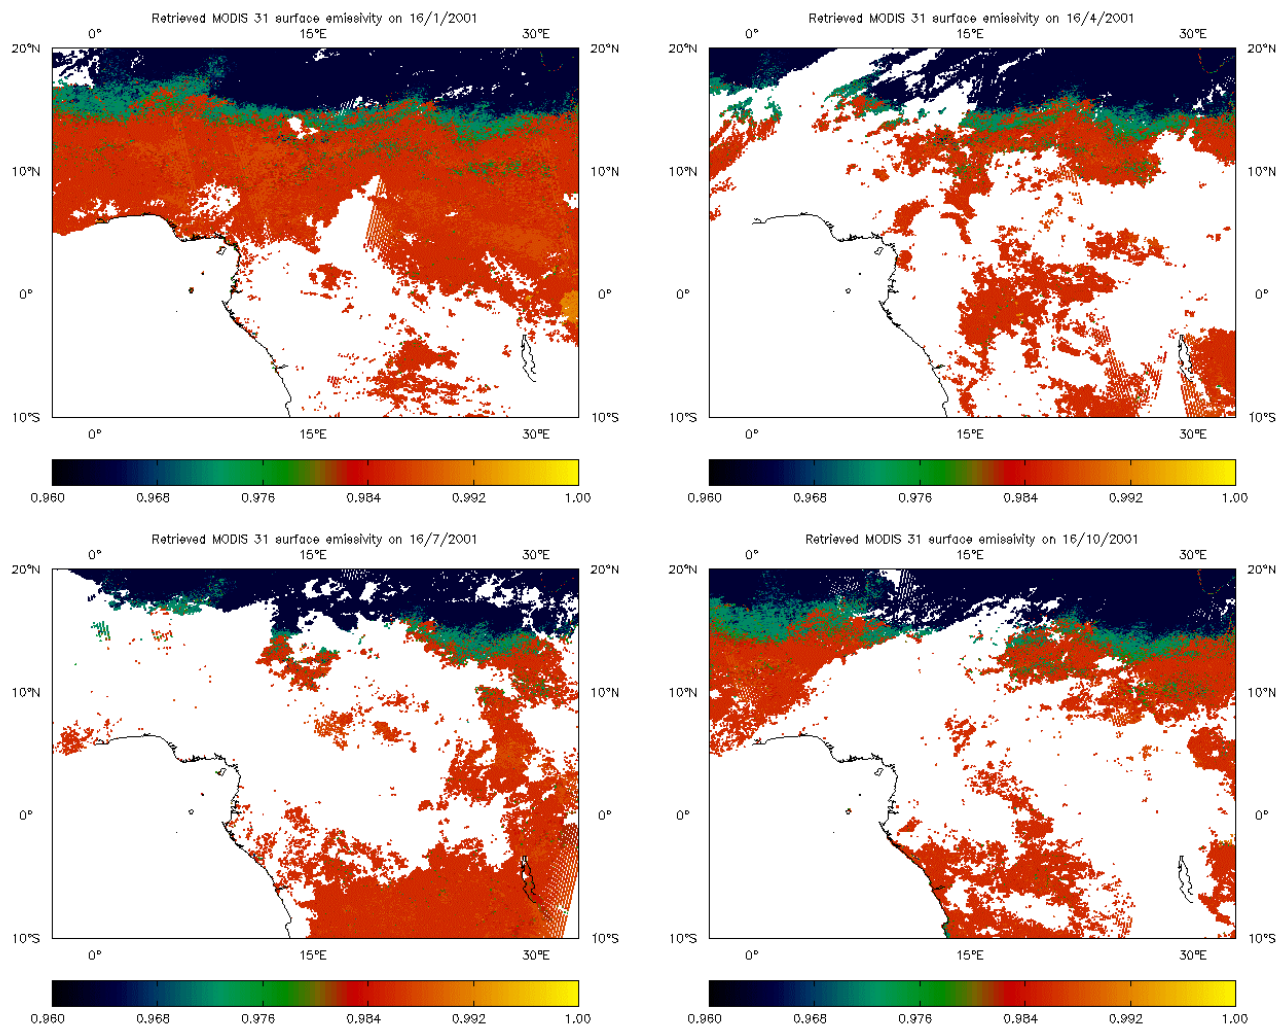 Retrieved MODIS 31 surface emissivity on 16/1/2001
0° 15°E 30°E
20°N 20°N
10°N 10°N
0° 0°
10°S 10°S
0° 15°E 30°E
0.960 0.968 0.976 0.984 0.992 1.00
Retrieved MODIS 31 surface emissivity on 16/4/2001
0° 15°E 30°E
20°N 20°N
10°N 10°N
0° 0°
10°S 10°S
0° 15°E 30°E
0.960 0.968 0.976 0.984 0.992 1.00
Retrieved MODIS 31 surface emissivity on 16/7/2001
0° 15°E 30°E
20°N 20°N
10°N 10°N
0° 0°
10°S 10°S
0° 15°E 30°E
0.960 0.968 0.976 0.984 0.992 1.00
Retrieved MODIS 31 surface emissivity on 16/10/2001
0° 15°E 30°E
20°N 20°N
10°N 10°N
0° 0°
10°S 10°S
0° 15°E 30°E
0.960 0.968 0.976 0.984 0.992 1.00